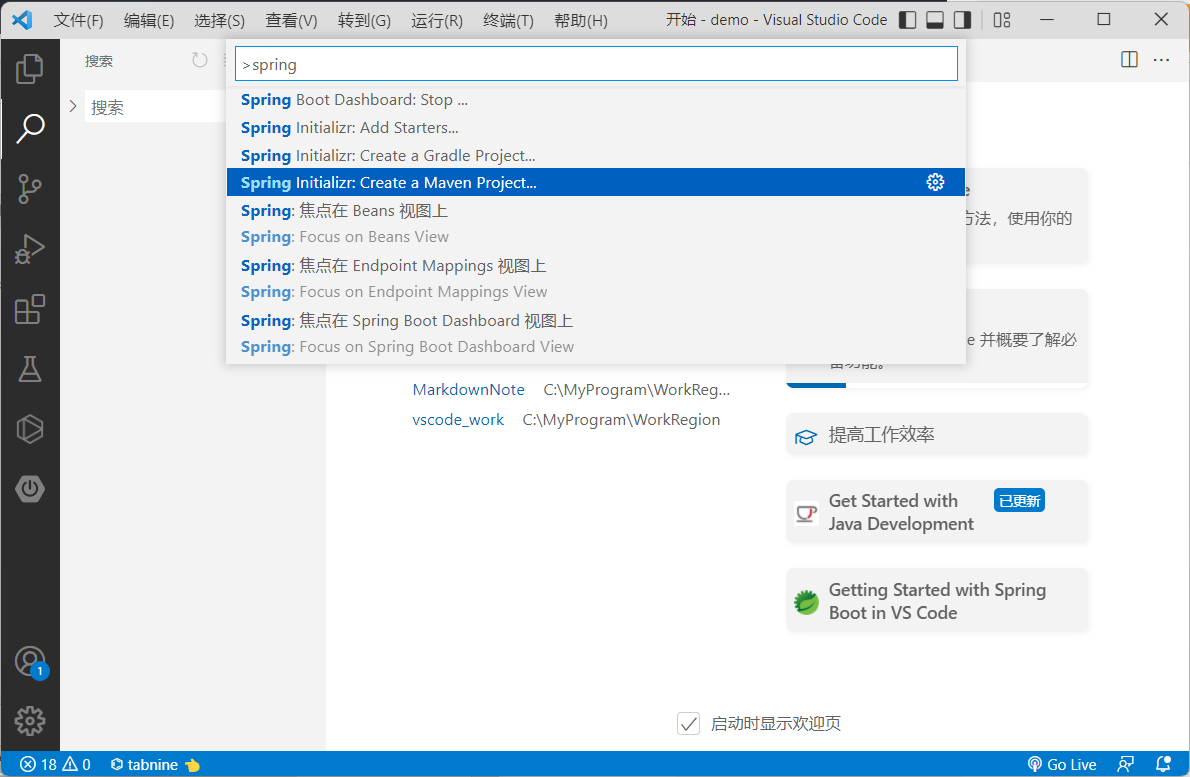 文件(F) 编辑(E) 选择(S) 查看(V) 转到(G) 运行(R) 终端(T) 帮助(H) 开始 - demo - Visual Studio Code
搜索
>spring
搜索
Spring Boot Dashboard: Stop ...
Spring Initializr: Add Starters...
Spring Initializr: Create a Gradle Project...
Spring Initializr: Create a Maven Project...
Spring: 焦点在 Beans 视图上
Spring: Focus on Beans View
Spring: 焦点在 Endpoint Mappings 视图上
Spring: Focus on Endpoint Mappings View
Spring: 焦点在 Spring Boot Dashboard 视图上
Spring: Focus on Spring Boot Dashboard View
方法，使用你的
e 并概要了解必
备功能。
MarkdownNote C:\MyProgram\WorkReg...
vscode_work C:\MyProgram\WorkRegion
提高工作效率
Get Started with
Java Development
已更新
Getting Started with Spring
Boot in VS Code
启动时显示欢迎页
1
18 0 tabnine Go Live